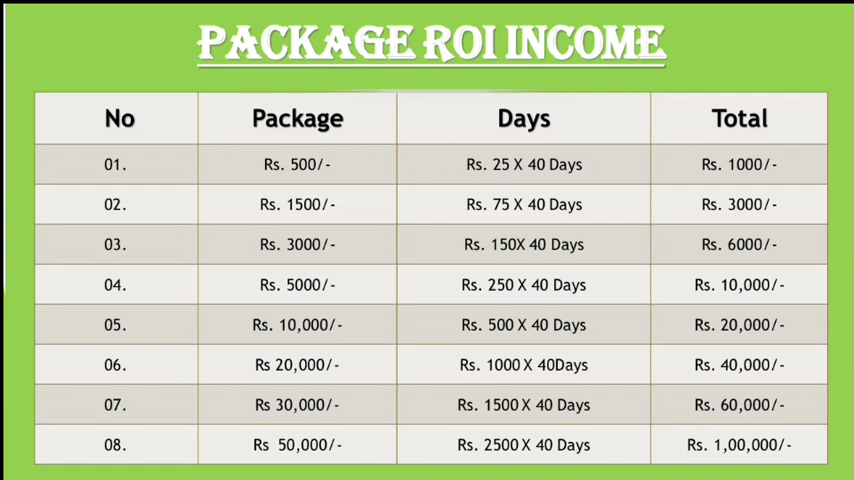 PACKAGE ROI INCOME
No Package Days Total
01. Rs. 500/- Rs. 25 X 40 Days Rs. 1000/-
02. Rs. 1500/- Rs. 75 X 40 Days Rs. 3000/-
03. Rs. 3000/- Rs. 150X 40 Days Rs. 6000/-
04. Rs. 5000/- Rs. 250 X 40 Days Rs. 10,000/-
05. Rs. 10,000/- Rs. 500 X 40 Days Rs. 20,000/-
06. Rs 20,000/- Rs. 1000 X 40Days Rs. 40,000/-
07. Rs 30,000/- Rs. 1500 X 40 Days Rs. 60,000/-
08. Rs 50,000/- Rs. 2500 X 40 Days Rs. 1,00,000/-